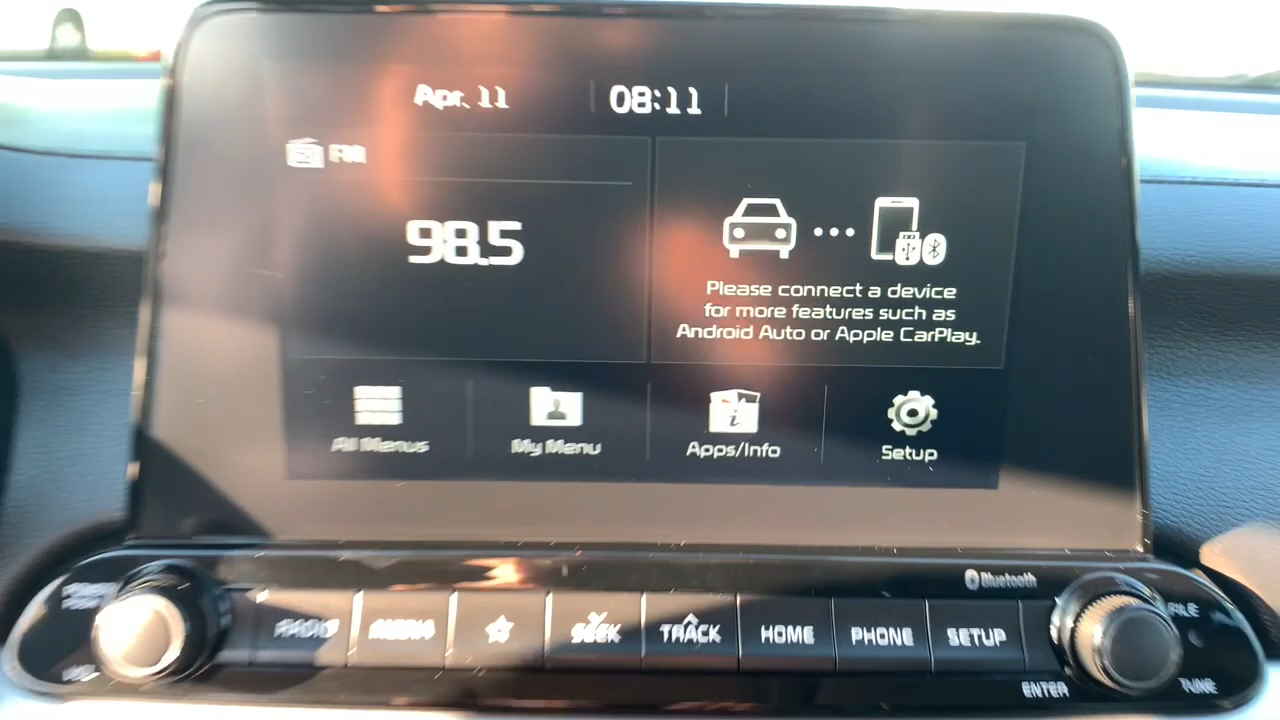 Apr. 11
08:11
FM
98.5
Please connect a device
for more features such as
Android Auto or Apple CarPlay.
All Menus
My Menu
Apps/Info
Setup
Bluetooth
FILE
RADIO
MEDIA
SEEK
TRACK
HOME
PHONE
SETUP
VOL
ENTER
TUNE